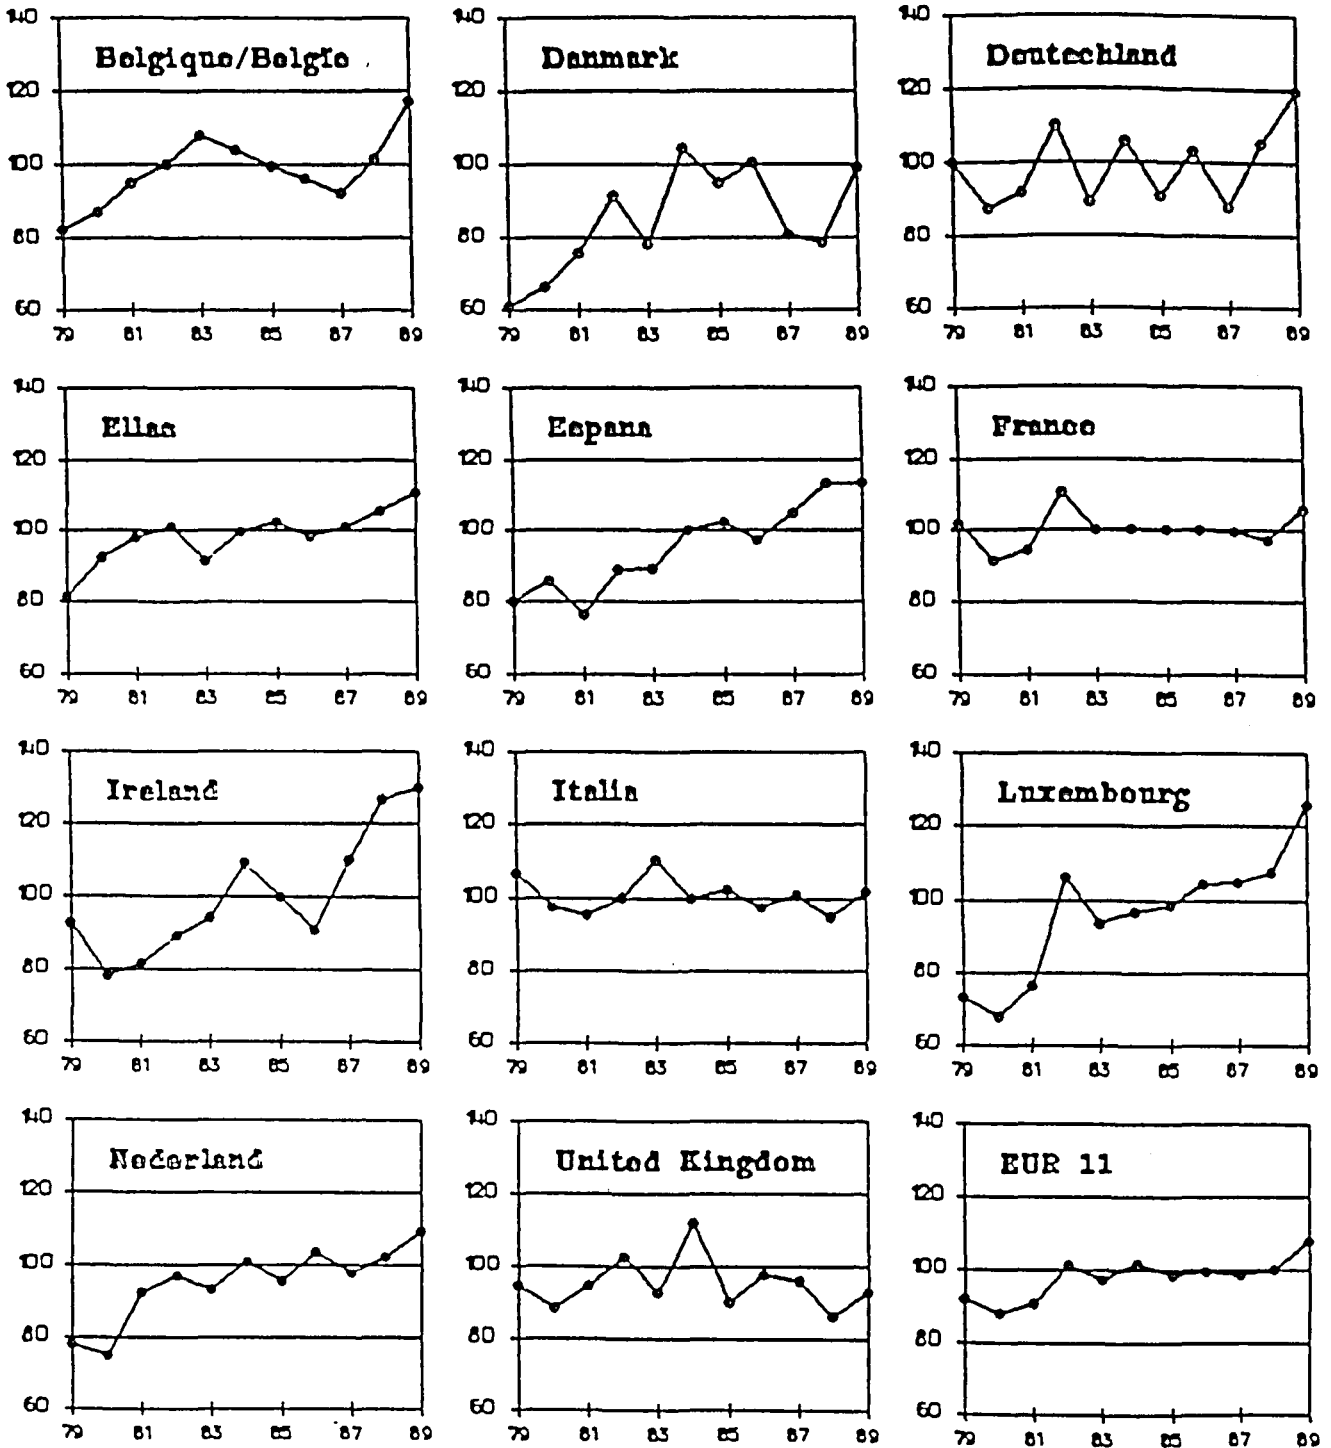 140 140 140
Belgique/Belgïe Danmark Deutschland
120 120 120
100 100 100
80 80 80
60 60 60
79 81 83 85 87 89 79 81 83 85 87 89 79 81 83 85 87 89
140 140 140
Ellas Espana France
120 120 120
100 100 100
80 80 80
60 60 60
79 81 83 85 87 89 79 81 83 85 87 89 79 81 83 85 87 89
140 140 140
Ireland Italia Luxembourg
120 120 120
100 100 100
80 80 80
60 60 60
79 81 83 85 87 89 79 81 83 85 87 89 79 81 83 85 87 89
140 140 140
Nederland United Kingdom EUR 11
120 120 120
100 100 100
80 80 80
60 60 60
79 81 83 85 87 89 79 81 83 85 87 89 79 81 83 85 87 89